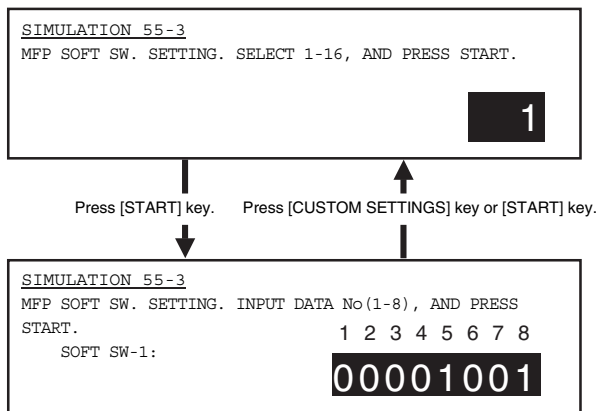 SIMULATION 55-3
MFP SOFT SW. SETTING. SELECT 1-16, AND PRESS START.
1
Press [START] key.
Press [CUSTOM SETTINGS] key or [START] key.
SIMULATION 55-3
MFP SOFT SW. SETTING. INPUT DATA No(1-8), AND PRESS
START.
1 2 3 4 5 6 7 8
SOFT SW-1:
00001001